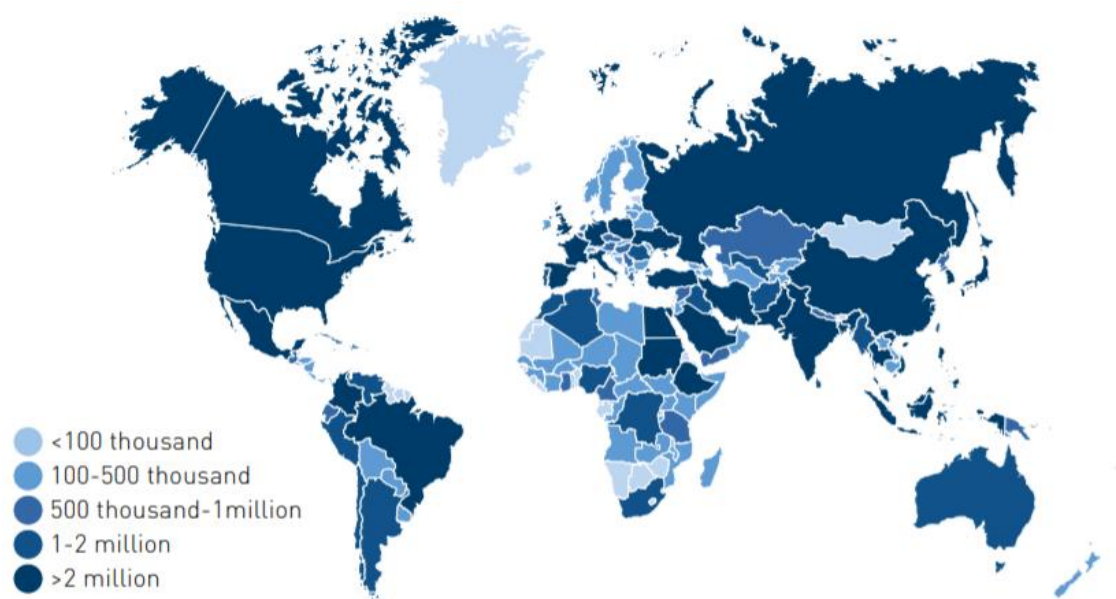 <100 thousand
100-500 thousand
500 thousand-1million
1-2 million
>2 million